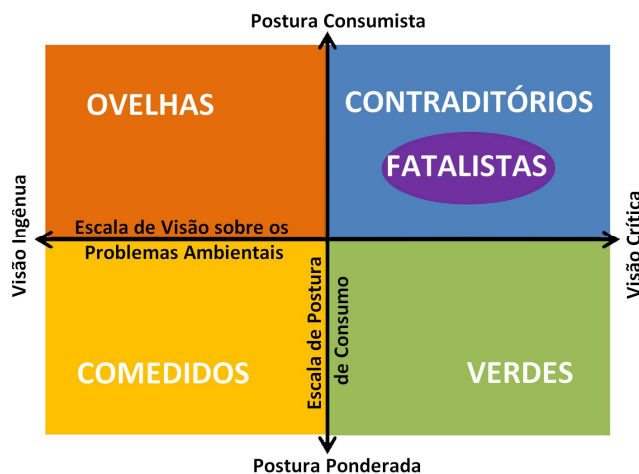 Postura Consumista
OVELHAS
CONTRADITÓRIOS
FATALISTAS
Visão Ingênua
Escala de Visão sobre os
Problemas Ambientais
Visão Crítica
Escala de Postura
de Consumo
COMEDIDOS
VERDES
Postura Ponderada